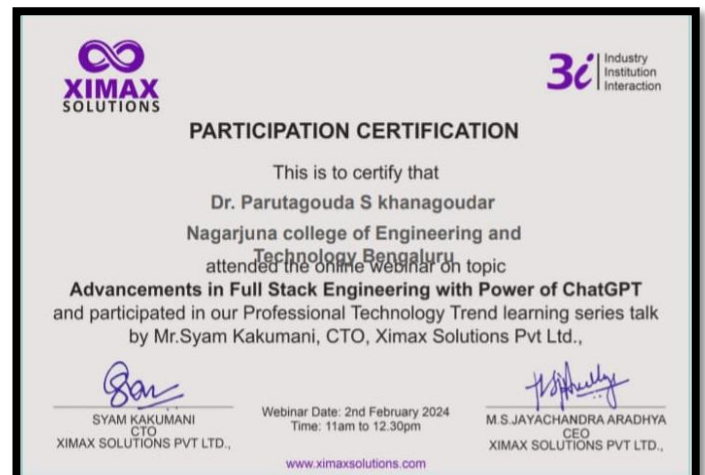 XIMAX
SOLUTIONS
3i
Industry
Institution
Interaction
PARTICIPATION CERTIFICATION
This is to certify that
Dr. Parutagouda S khanagoudar
Nagarjuna college of Engineering and
Technology Bengaluru
attended the online webinar on topic
Advancements in Full Stack Engineering with Power of ChatGPT
and participated in our Professional Technology Trend learning series talk
by Mr.Syam Kakumani, CTO, Ximax Solutions Pvt Ltd.,
SYAM KAKUMANI
CTO
XIMAX SOLUTIONS PVT LTD.,
Webinar Date: 2nd February 2024
Time: 11am to 12.30pm
M.S.JAYACHANDRA ARADHYA
CEO
XIMAX SOLUTIONS PVT LTD.,
www.ximaxsolutions.com